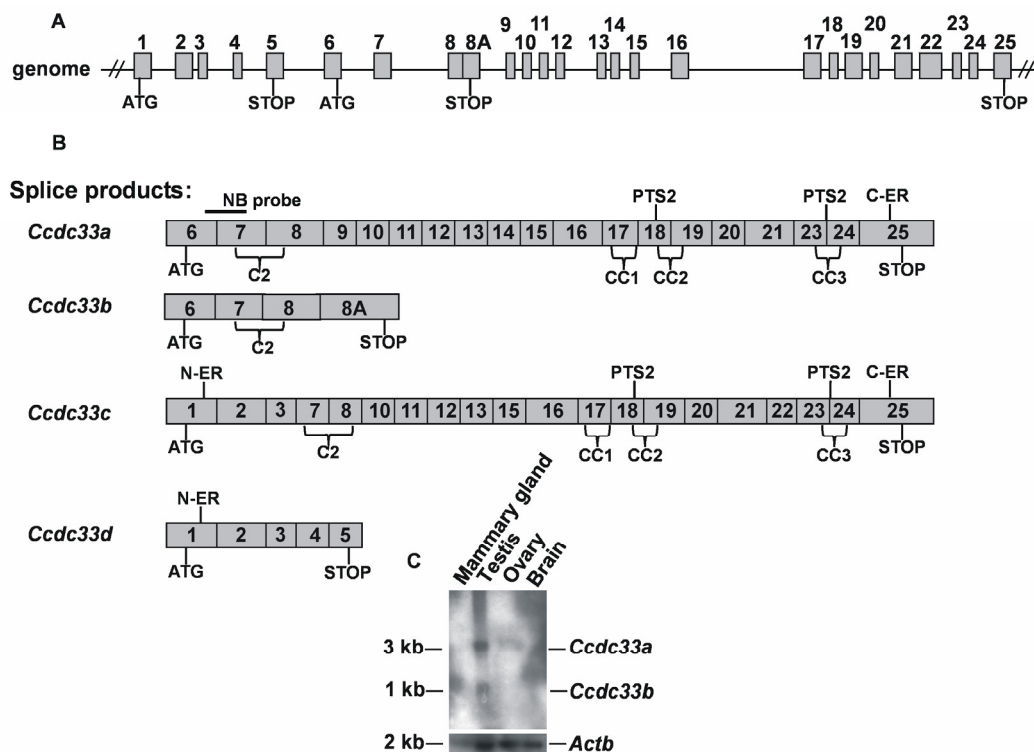 A
9 11 14 18 20 23
1 2 3 4 5 6 7 8 8A 10 12 13 15 16 17 19 21 22 24 25
genome
ATG STOP ATG STOP STOP
B
Splice products:
NB probe PTS2 PTS2 C-ER
Ccdc33a 6 7 8 9 10 11 12 13 14 15 16 17 18 19 20 21 23 24 25
ATG C2 CC1 CC2 CC3 STOP
Ccdc33b 6 7 8 8A
ATG C2 STOP
N-ER PTS2 PTS2 C-ER
Ccdc33c 1 2 3 7 8 10 11 12 13 15 16 17 18 19 20 21 22 23 24 25
ATG C2 CC1 CC2 CC3 STOP
N-ER
Ccdc33d 1 2 3 4 5
ATG STOP
C
Mammary gland
Testis
Ovary
Brain
3 kb Ccdc33a
1 kb Ccdc33b
2 kb Actb